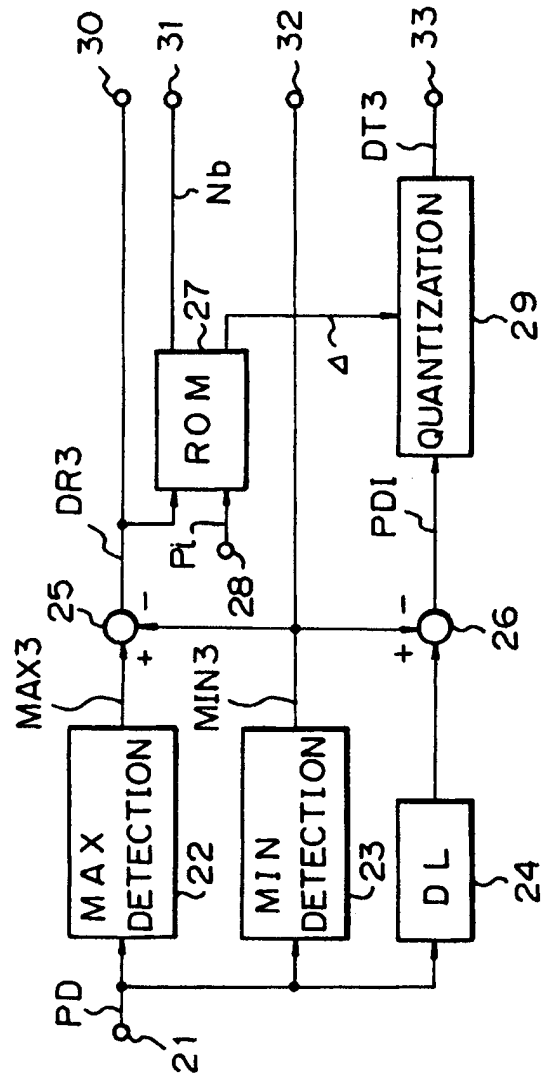 PD
21
MAX
DETECTION
22
MAX3
25
+
−
DR3
30
ROM
27
Nb
31
Pi
28
MIN
DETECTION
23
MIN3
32
Δ
DL
24
+
−
26
PDI
QUANTIZATION
29
DT3
33